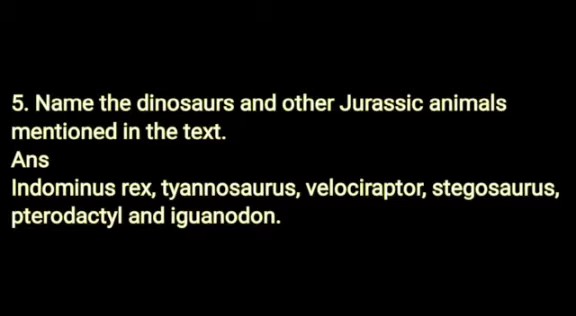 5. Name the dinosaurs and other Jurassic animals
mentioned in the text.
Ans
Indominus rex, tyannosaurus, velociraptor, stegosaurus,
pterodactyl and iguanodon.